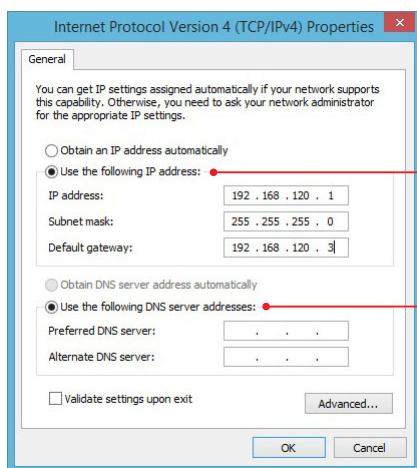 Internet Protocol Version 4 (TCP/IPv4) Properties
General
You can get IP settings assigned automatically if your network supports
this capability. Otherwise, you need to ask your network administrator
for the appropriate IP settings.
Obtain an IP address automatically
Use the following IP address:
IP address: 192 . 168 . 120 . 1
Subnet mask: 255 . 255 . 255 . 0
Default gateway: 192 . 168 . 120 . 3
Obtain DNS server address automatically
Use the following DNS server addresses:
Preferred DNS server: . . .
Alternate DNS server: . . .
Validate settings upon exit
Advanced...
OK Cancel